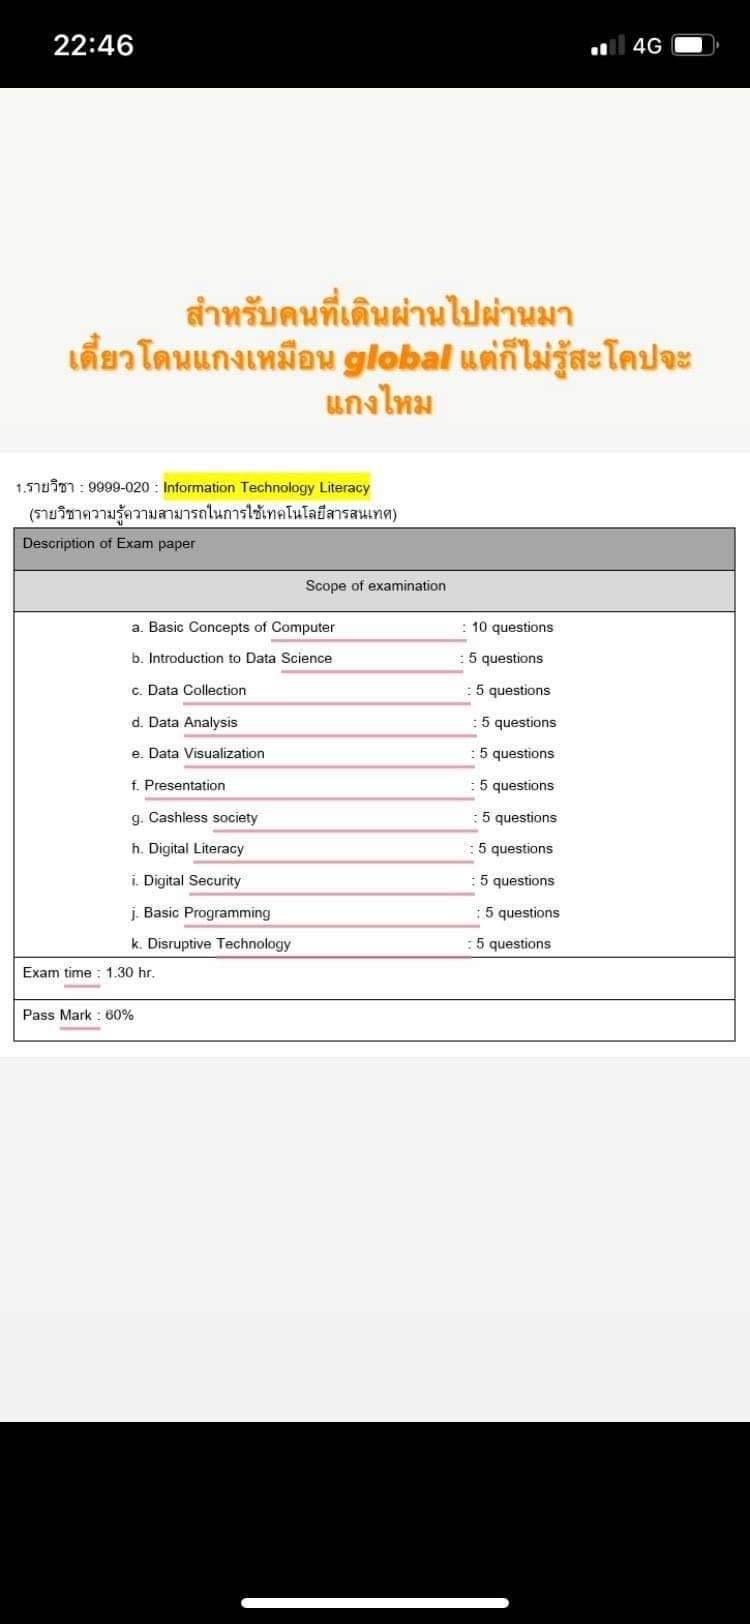 22:46
4G
สำหรับคนที่เดินผ่านไปผ่านมา
เดี๋ยวโดนแกงเหมือน global แต่ก็ไม่รู้สะโคปจะ
แกงไหม
1.รายวิชา : 9999-020 : Information Technology Literacy
(รายวิชาความรู้ความสามารถในการใช้เทคโนโลยีสารสนเทศ)
Description of Exam paper
Scope of examination
a. Basic Concepts of Computer : 10 questions
b. Introduction to Data Science : 5 questions
c. Data Collection : 5 questions
d. Data Analysis : 5 questions
e. Data Visualization : 5 questions
f. Presentation : 5 questions
g. Cashless society : 5 questions
h. Digital Literacy : 5 questions
i. Digital Security : 5 questions
j. Basic Programming : 5 questions
k. Disruptive Technology : 5 questions
Exam time : 1.30 hr.
Pass Mark : 60%